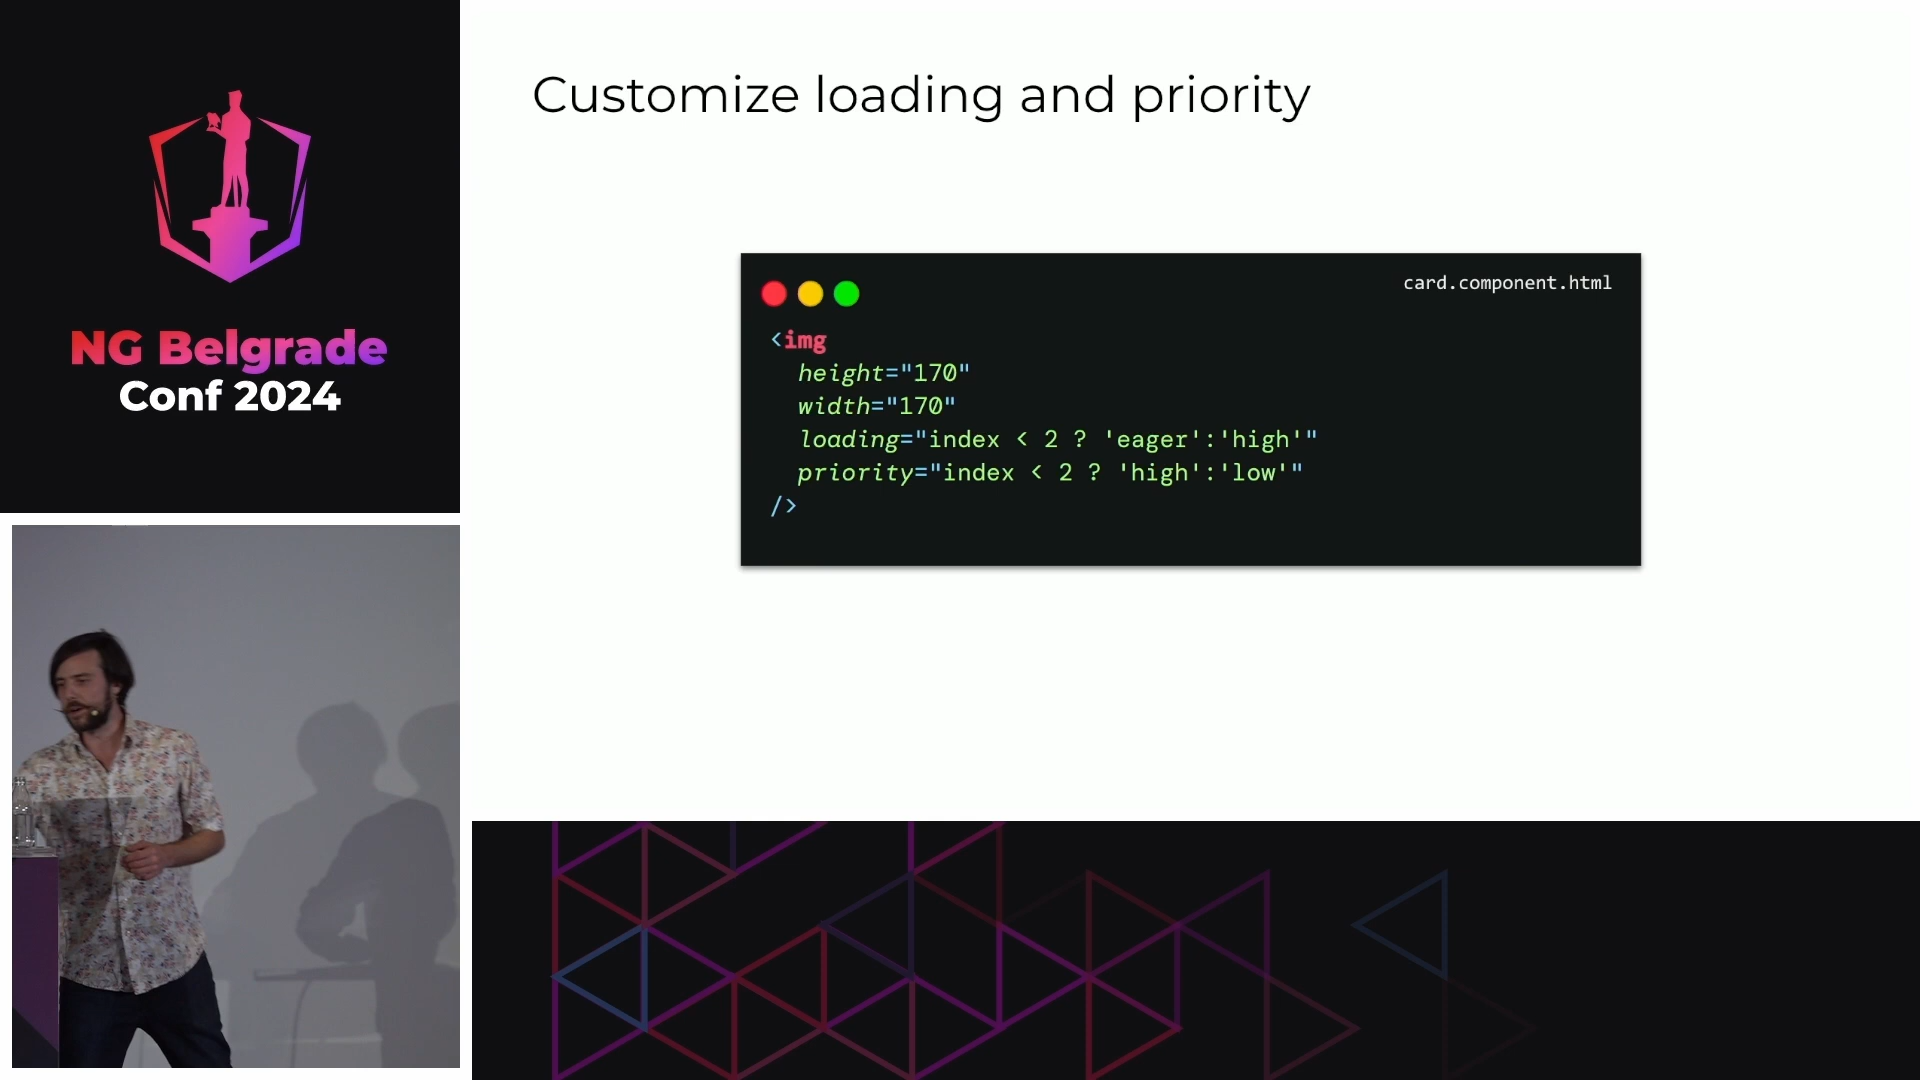 NG Belgrade
Conf 2024
Customize loading and priority
card.component.html
<img
height="170"
width="170"
loading="index < 2 ? 'eager':'high'"
priority="index < 2 ? 'high':'low'"
/>